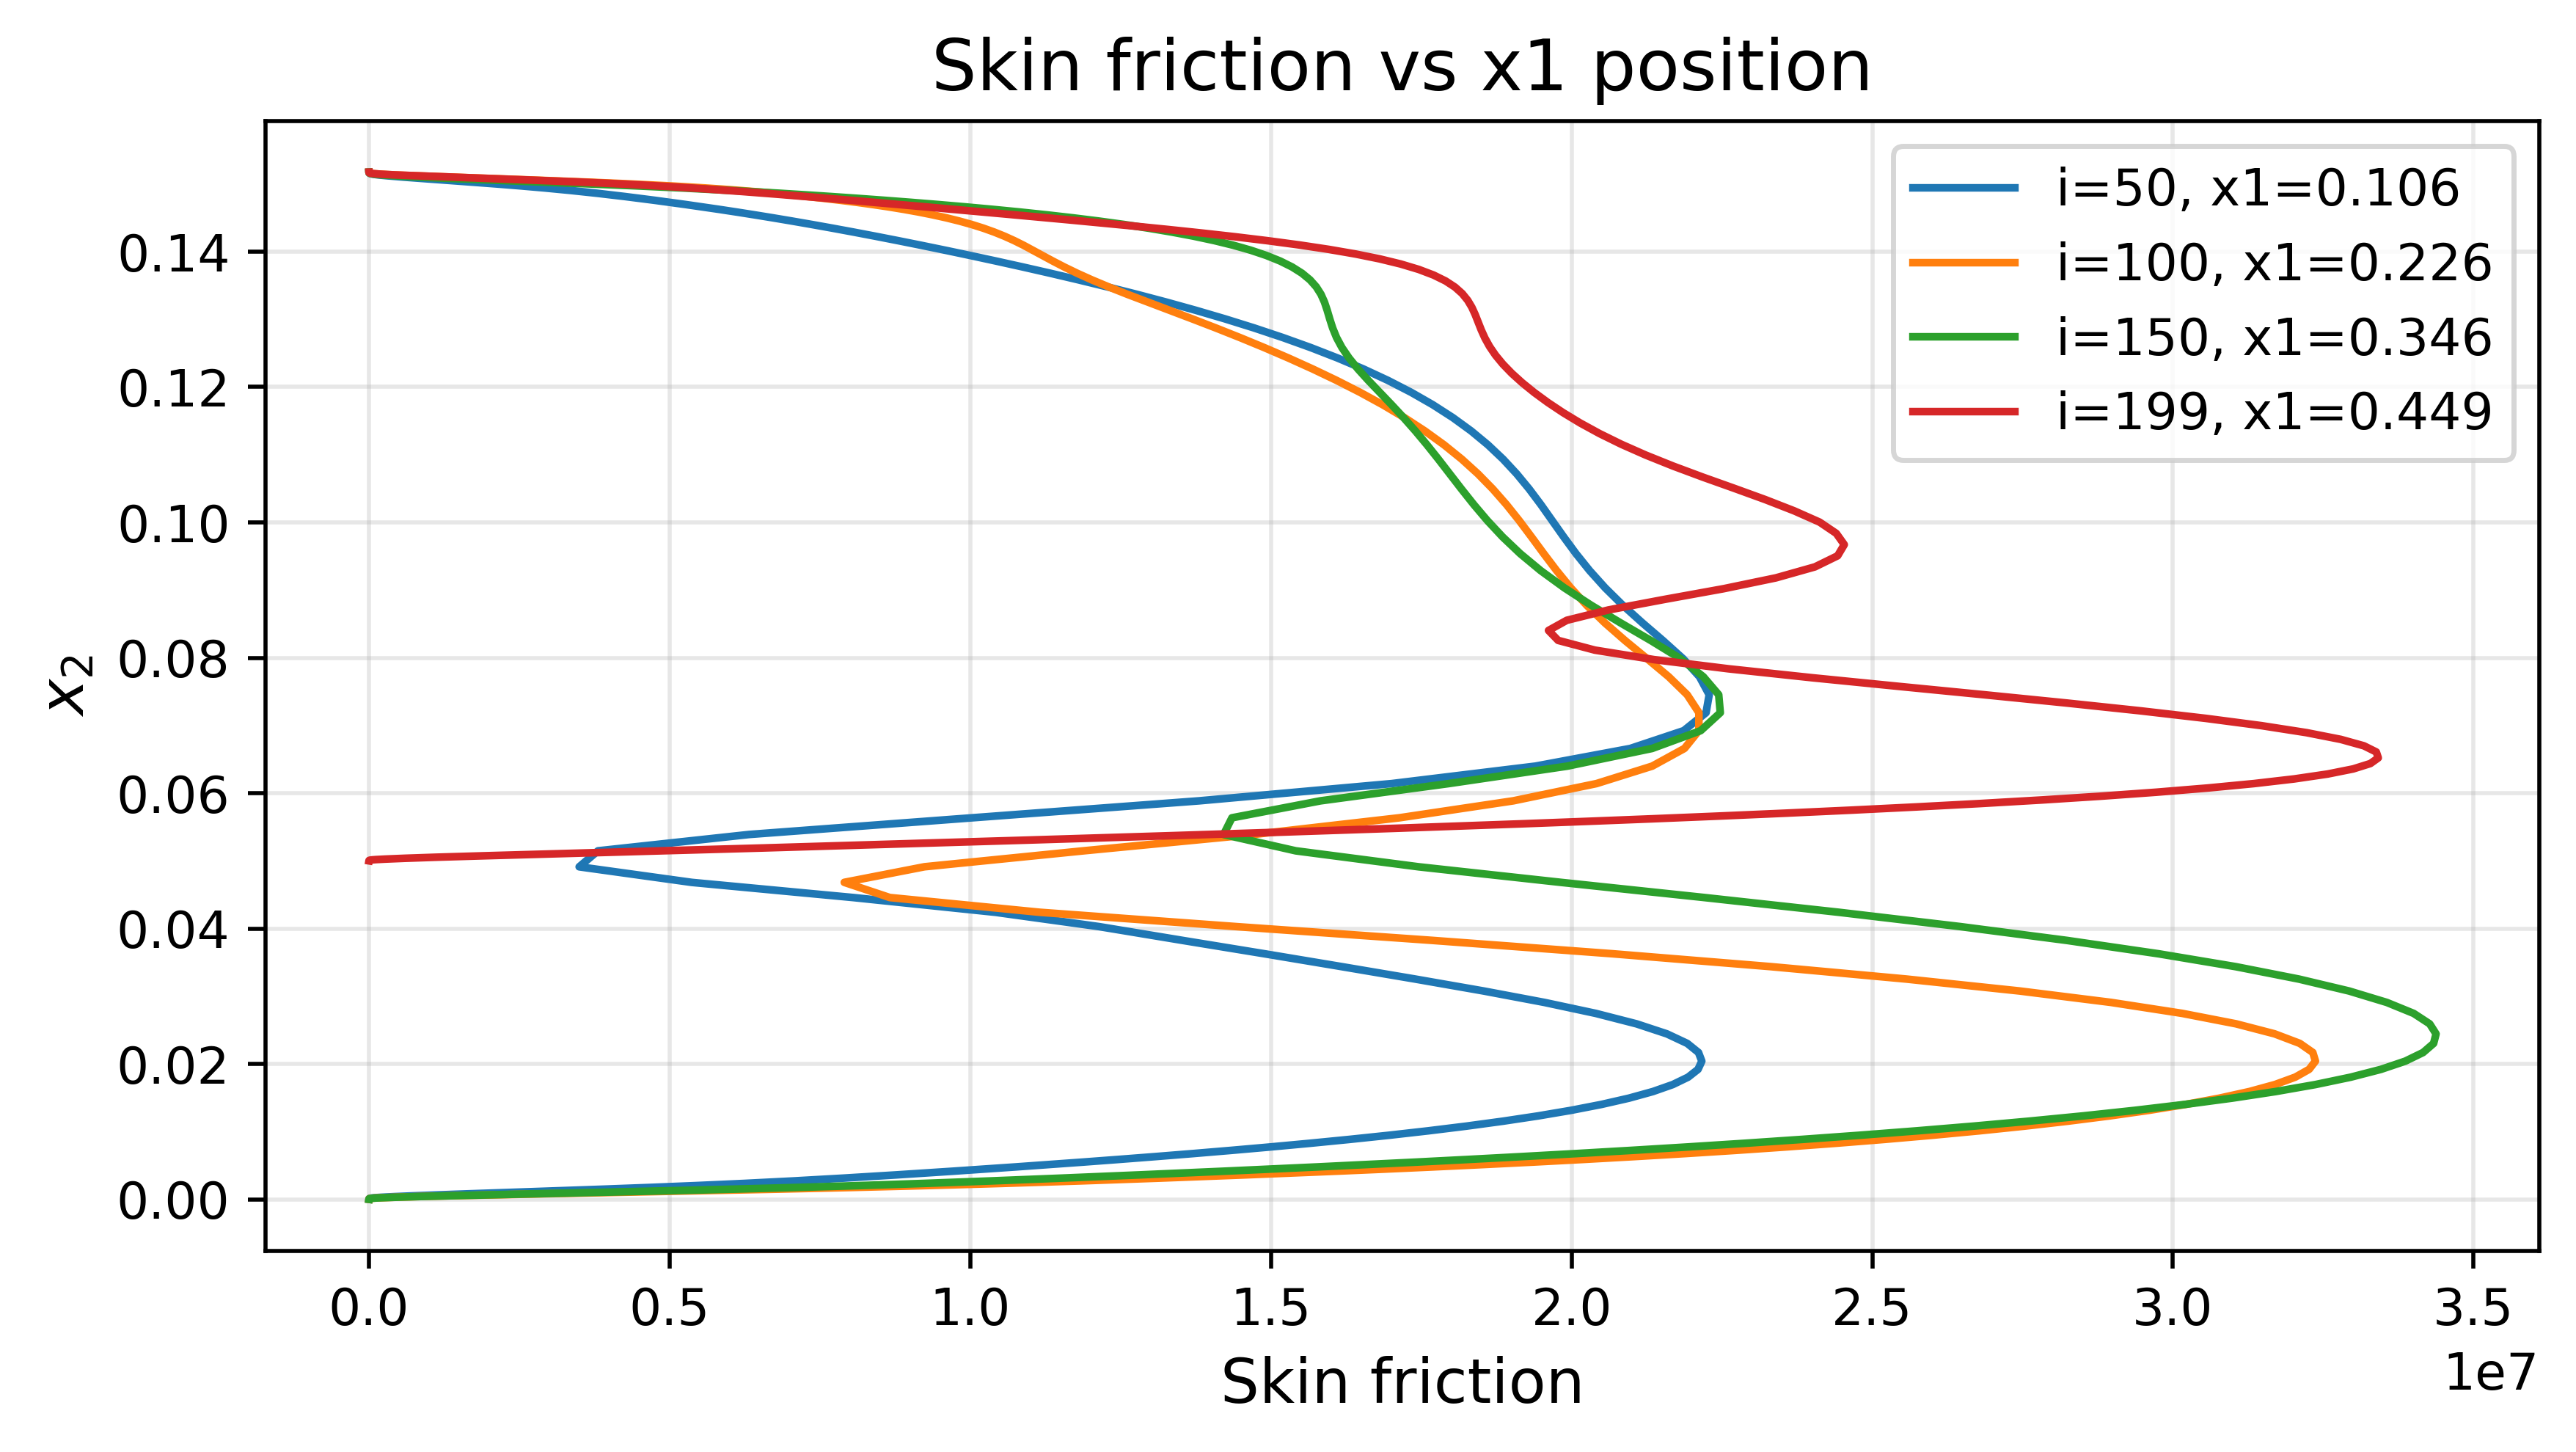 Skin friction vs x1 position
i=50, x1=0.106
i=100, x1=0.226
i=150, x1=0.346
i=199, x1=0.449
0.14
0.12
0.10
0.08
0.06
0.04
0.02
0.00
x₂
0.0 0.5 1.0 1.5 2.0 2.5 3.0 3.5
1e7
Skin friction